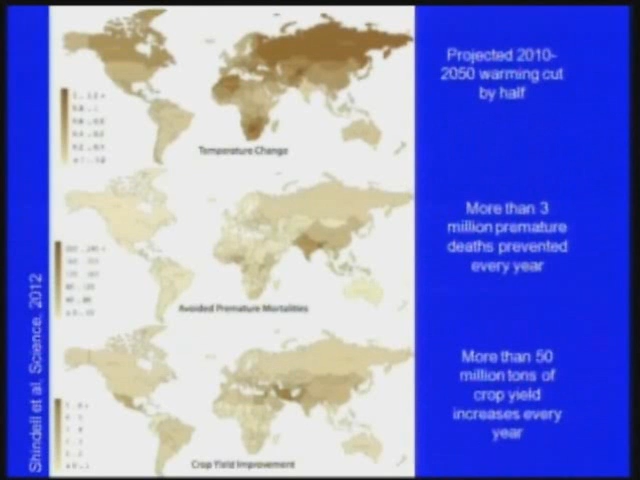 Projected 2010-
2050 warming cut
by half
Temperature Change
More than 3
million premature
deaths prevented
every year
Avoided Premature Mortalities
More than 50
million tons of
crop yield
increases every
year
Crop Yield Improvement
Shindell et al. Science, 2012